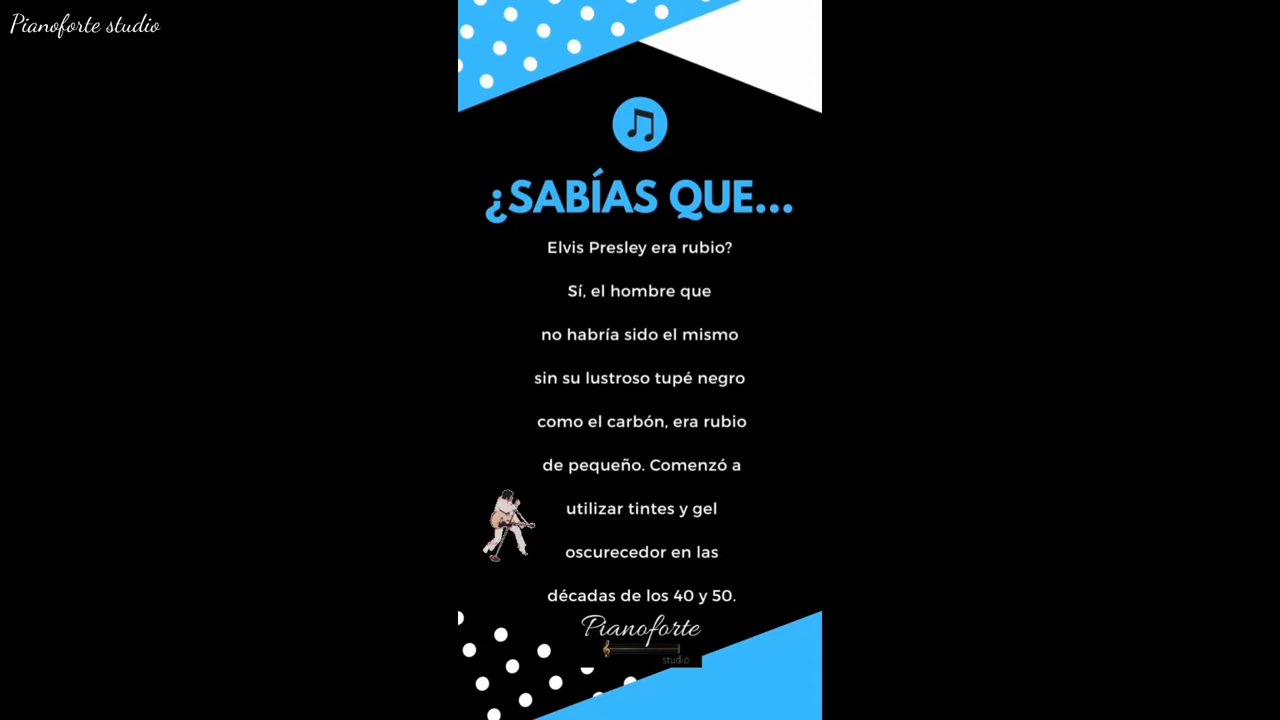 Pianoforte studio
¿SABÍAS QUE...
Elvis Presley era rubio?
Sí, el hombre que
no habría sido el mismo
sin su lustroso tupé negro
como el carbón, era rubio
de pequeño. Comenzó a
utilizar tintes y gel
oscurecedor en las
décadas de los 40 y 50.
Pianoforte
studio